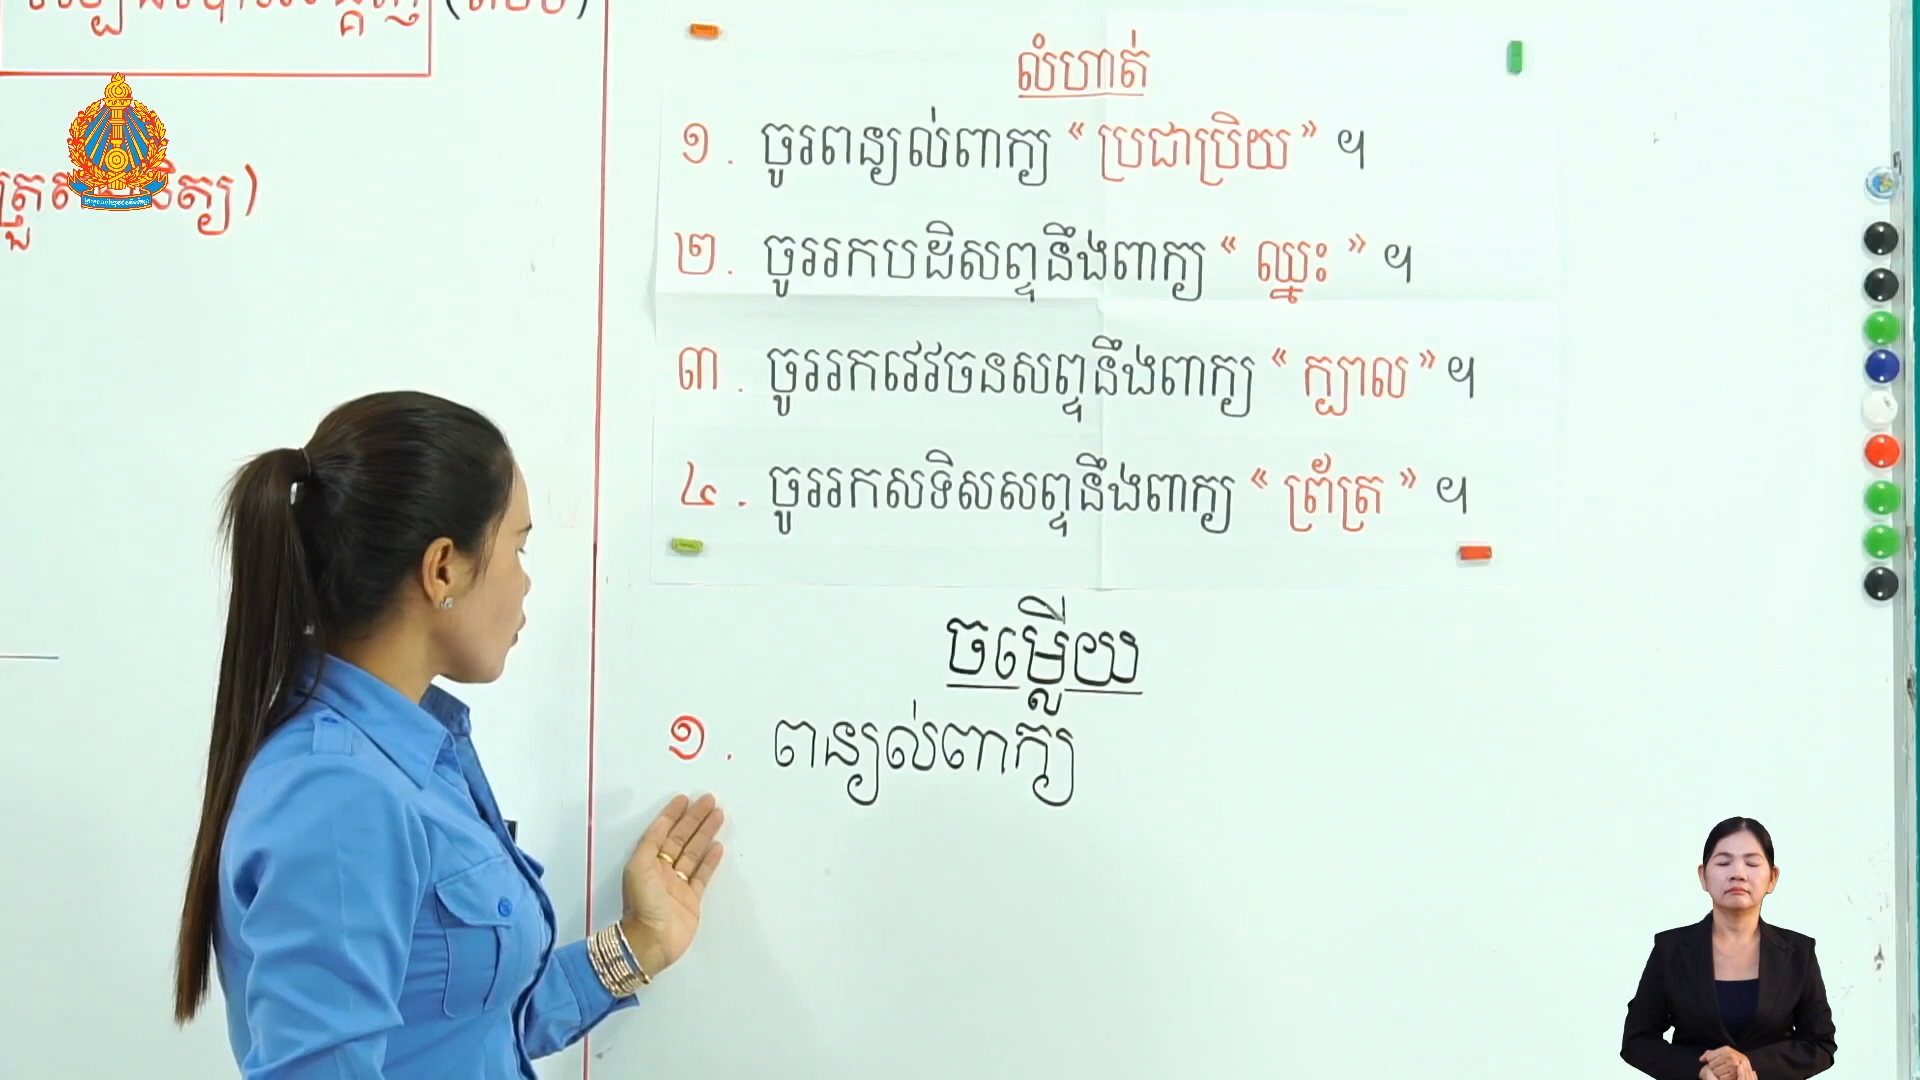 លំហាត់
១. ចូរពន្យល់ពាក្យ « ប្រជាប្រិយ » ។
២. ចូររកបដិសព្ទនឹងពាក្យ « ឈ្នះ » ។
៣. ចូររកវេវចនសព្ទនឹងពាក្យ « ក្បាល » ។
៤. ចូររកសទិសសព្ទនឹងពាក្យ « ព្រ័ត្រ » ។
ចម្លើយ
១. ពន្យល់ពាក្យ